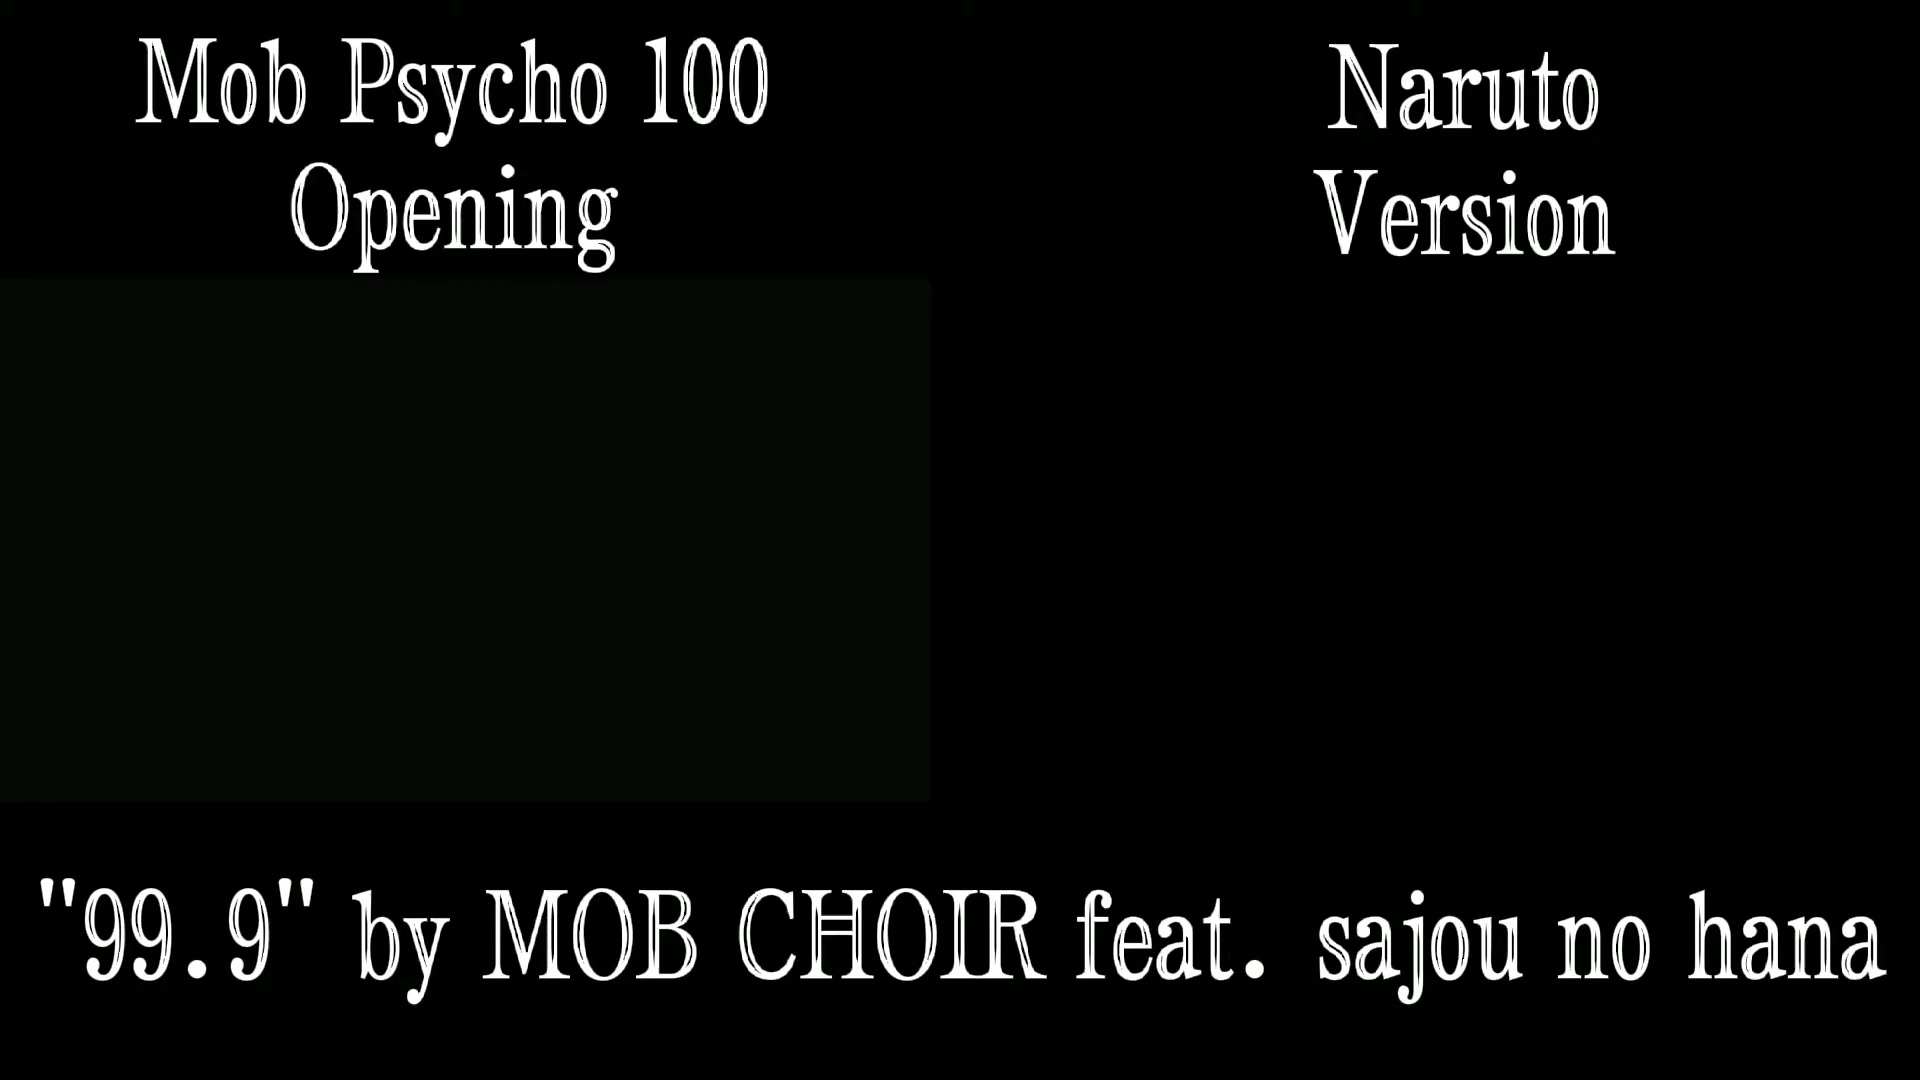 Mob Psycho 100
Opening
Naruto
Version
"99.9" by MOB CHOIR feat. sajou no hana